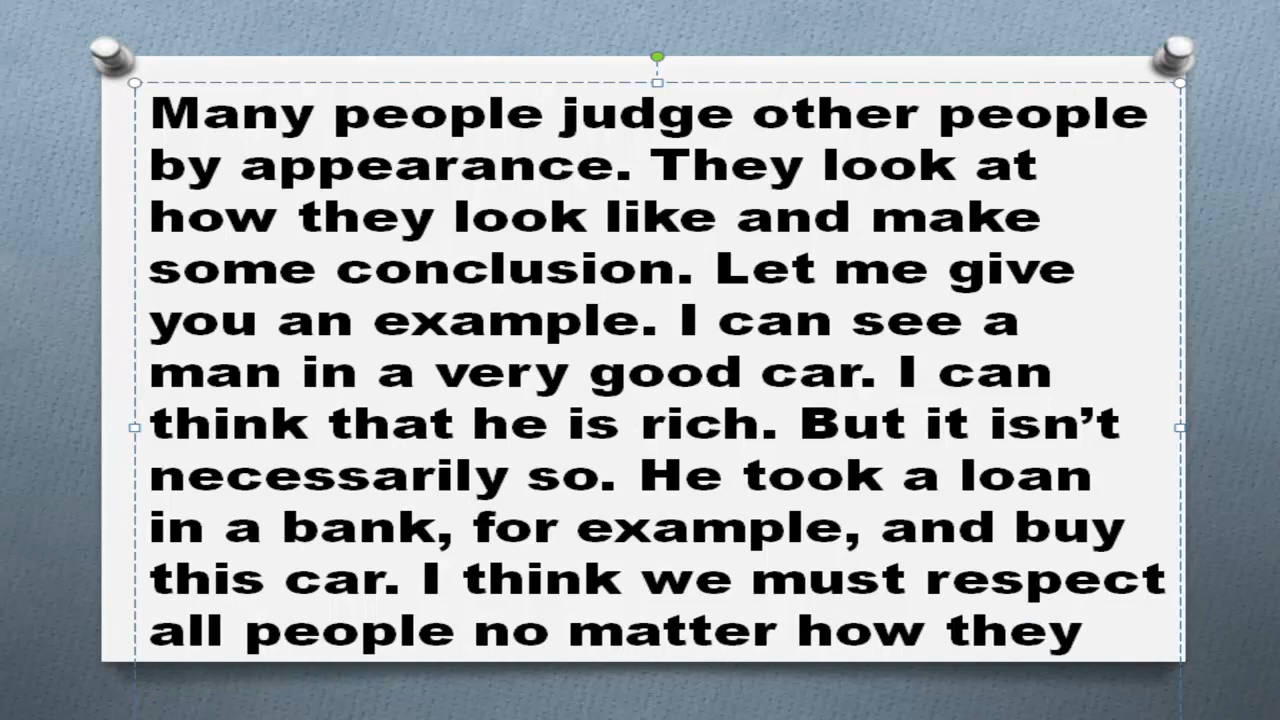 Many people judge other people
by appearance. They look at
how they look like and make
some conclusion. Let me give
you an example. I can see a
man in a very good car. I can
think that he is rich. But it isn’t
necessarily so. He took a loan
in a bank, for example, and buy
this car. I think we must respect
all people no matter how they